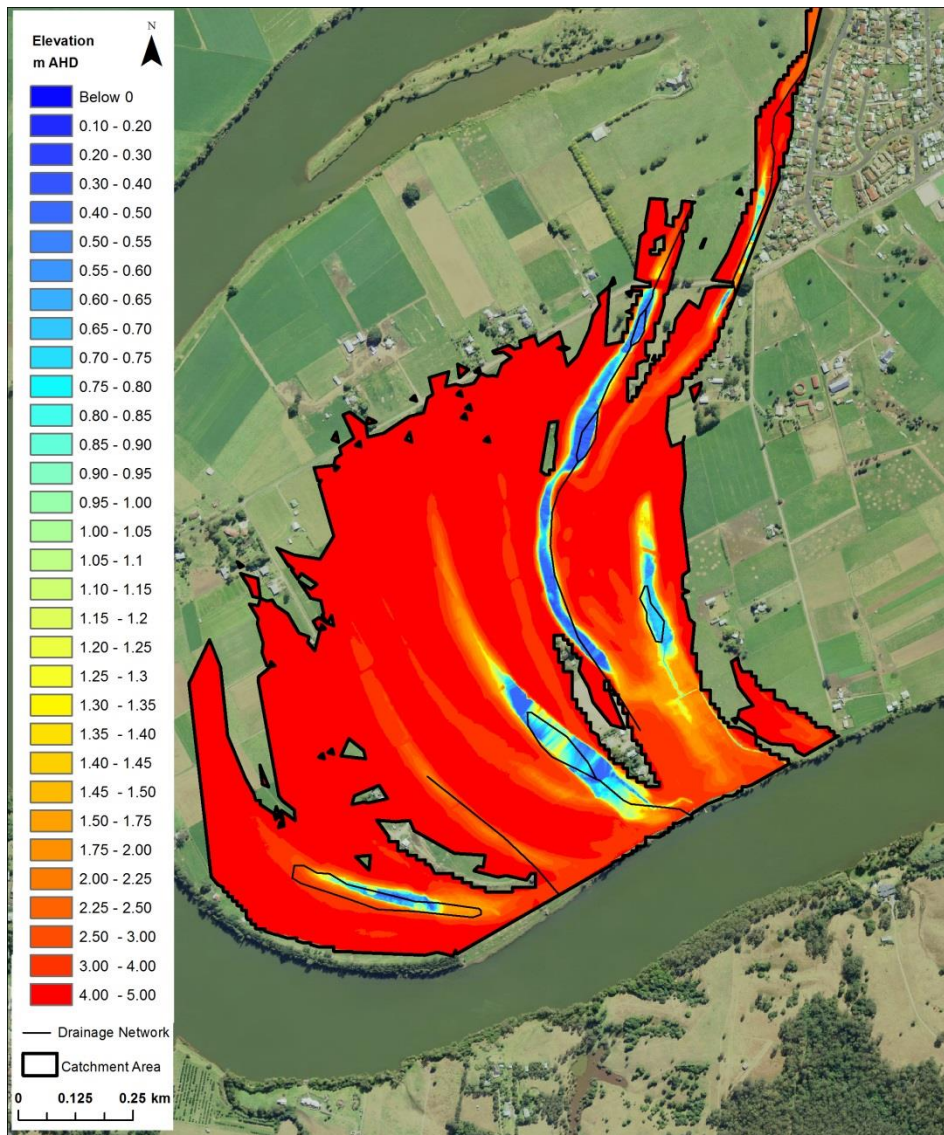 Elevation
m AHD
N
Below 0
0.10 - 0.20
0.20 - 0.30
0.30 - 0.40
0.40 - 0.50
0.50 - 0.55
0.55 - 0.60
0.60 - 0.65
0.65 - 0.70
0.70 - 0.75
0.75 - 0.80
0.80 - 0.85
0.85 - 0.90
0.90 - 0.95
0.95 - 1.00
1.00 - 1.05
1.05 - 1.1
1.10 - 1.15
1.15 - 1.2
1.20 - 1.25
1.25 - 1.3
1.30 - 1.35
1.35 - 1.40
1.40 - 1.45
1.45 - 1.50
1.50 - 1.75
1.75 - 2.00
2.00 - 2.25
2.25 - 2.50
2.50 - 3.00
3.00 - 4.00
4.00 - 5.00
Drainage Network
Catchment Area
0 0.125 0.25 km